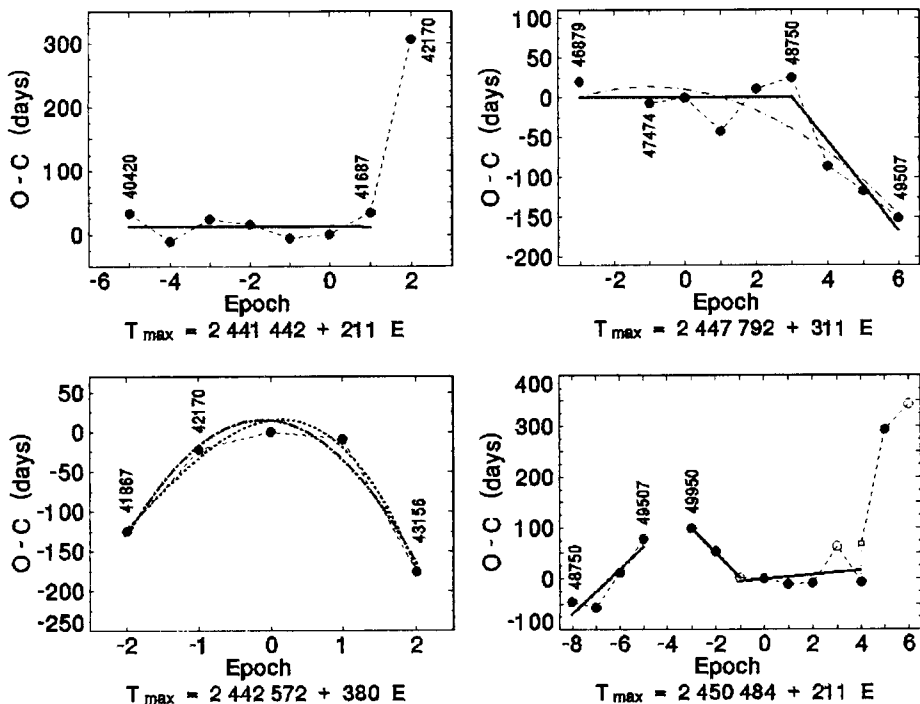 300
200
100
0
O - C (days)
40420
41687
42170
-6 -4 -2 0 2
Epoch
T max = 2 441 442 + 211 E
100
50
0
-50
-100
-150
-200
O - C (days)
46879
47474
48750
49507
-4 -2 0 2 4 6
Epoch
T max = 2 447 792 + 311 E
50
0
-50
-100
-150
-200
-250
O - C (days)
41867
42170
43156
-2 -1 0 1 2
Epoch
T max = 2 442 572 + 380 E
400
300
200
100
0
-100
O - C (days)
48750
49507
49950
-8 -6 -4 -2 0 2 4 6
Epoch
T max = 2 450 484 + 211 E